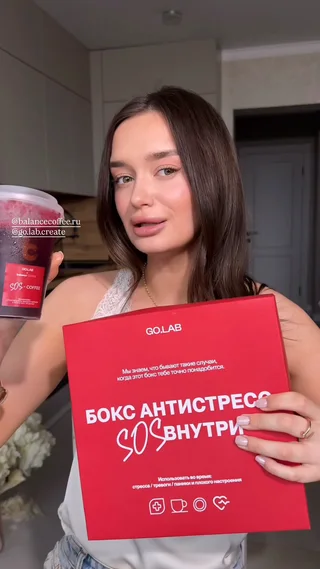 @balancecoffee.ru
@go.lab.create
GO.LAB
SOS-COFFEE
GO.LAB
Мы знаем, что бывают такие случаи,
когда этот бокс тебе точно понадобится.
БОКС АНТИСТРЕСС
SOS ВНУТРИ
Использовать во время:
стресса / тревоги / паники и плохого настроения